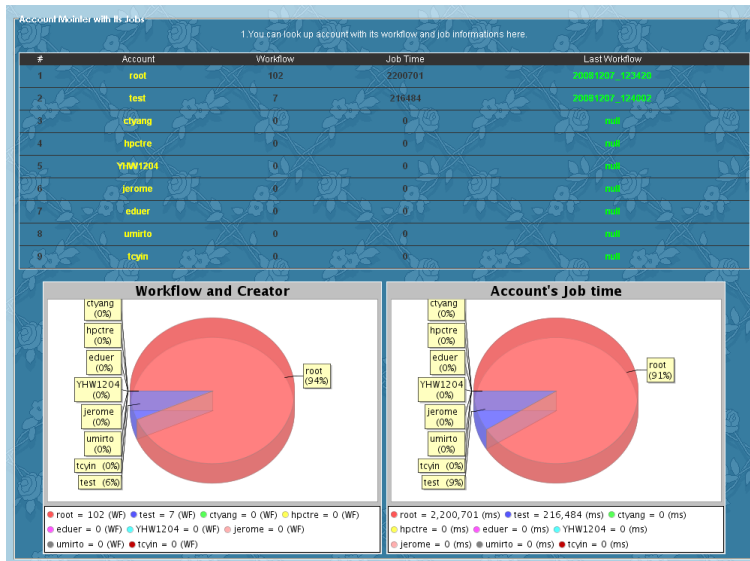 Account Moniter with its Jobs
1.You can look up account with its workflow and job informations here.
# Account Workflow Job Time Last Workflow
1 root 102 2200701 20081207_123420
2 test 7 216484 20081207_124002
3 ctyang 0 0 null
4 hpctre 0 0 null
5 YHW1204 0 0 null
6 jerome 0 0 null
7 eduer 0 0 null
8 umirto 0 0 null
9 tcyin 0 0 null
Workflow and Creator
ctyang
(0%)
hpctre
(0%)
eduer
(0%)
YHW1204
(0%)
jerome
(0%)
umirto
(0%)
tcyin (0%)
test (6%)
root
(94%)
root = 102 (WF) test = 7 (WF) ctyang = 0 (WF) hpctre = 0 (WF)
eduer = 0 (WF) YHW1204 = 0 (WF) jerome = 0 (WF)
umirto = 0 (WF) tcyin = 0 (WF)
Account's Job time
ctyang
(0%)
hpctre
(0%)
eduer
(0%)
YHW1204
(0%)
jerome
(0%)
umirto
(0%)
tcyin (0%)
test (9%)
root
(91%)
root = 2,200,701 (ms) test = 216,484 (ms) ctyang = 0 (ms)
hpctre = 0 (ms) eduer = 0 (ms) YHW1204 = 0 (ms)
jerome = 0 (ms) umirto = 0 (ms) tcyin = 0 (ms)